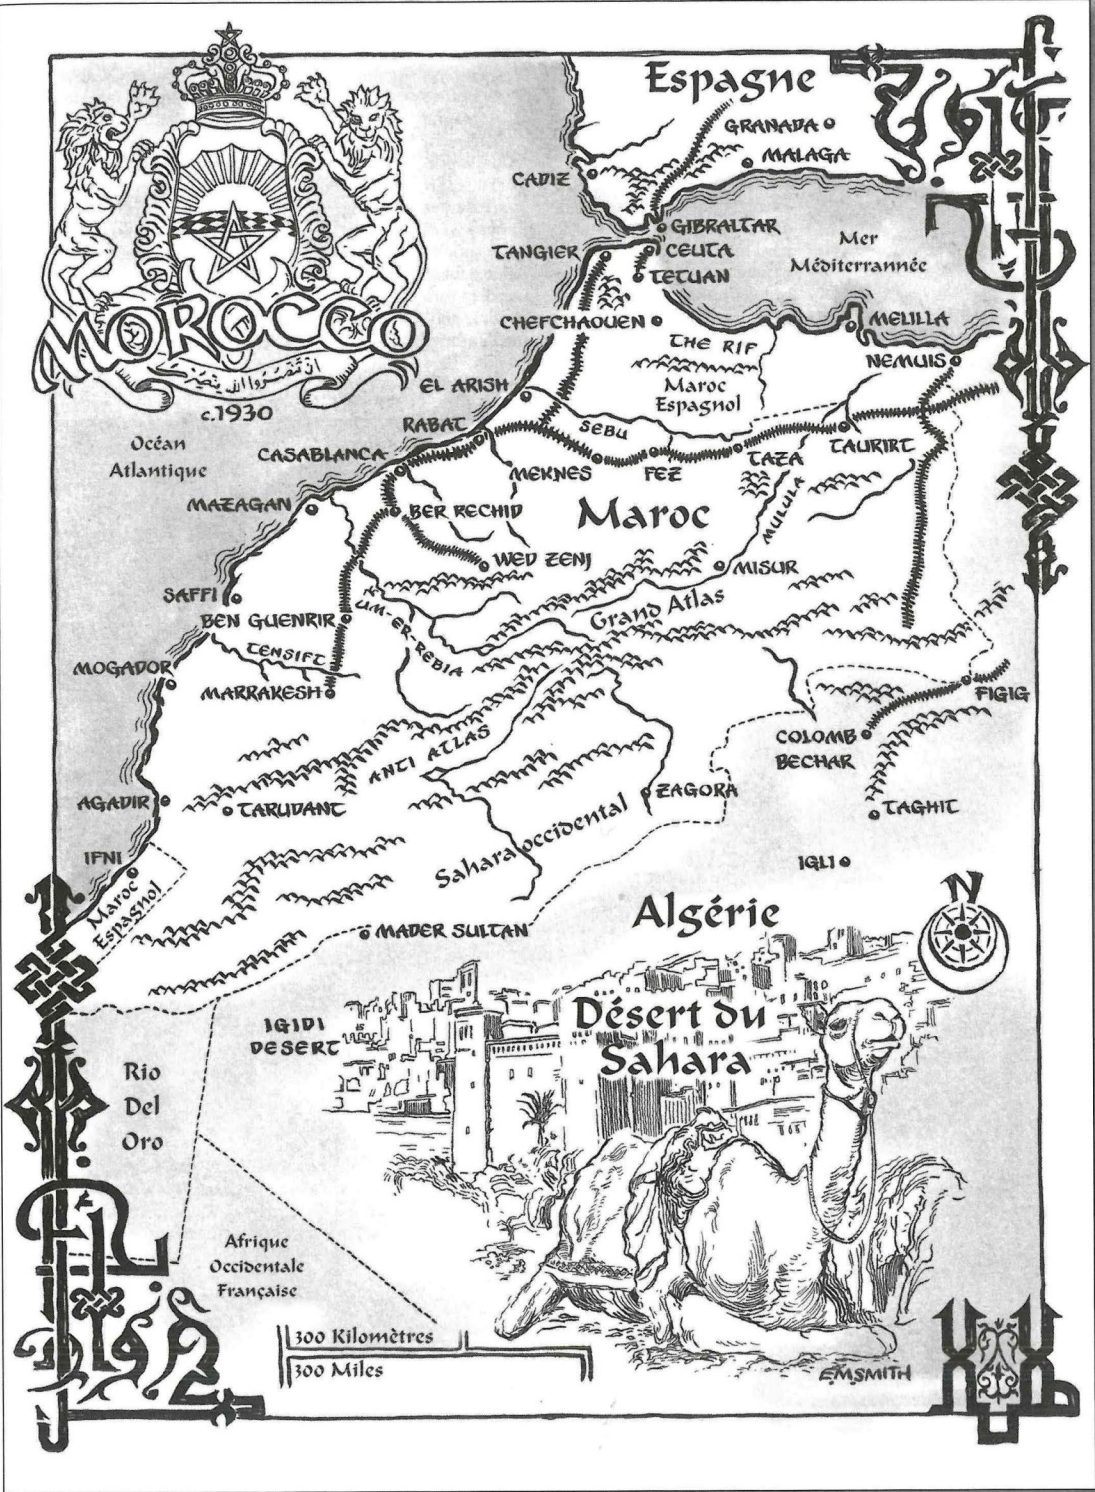 Espagne
GRANADA
MALAGA
CADIZ
GIBRALTAR
TANGIER
CEUTA
TETUAN
Mer
Méditerrannée
MOROCCO
c.1930
CHEFCHAOUEN
MELILLA
THE RIF
NEMUIS
Maroc
Espagnol
EL ARISH
RABAT
SEBU
Océan
Atlantique
CASABLANCA
MEKNES
FEZ
TAZA
TAURIRT
MAZAGAN
BER RECHID
Maroc
MULULA
WED ZENJ
MISUR
SAFFI
BEN GUENRIR
UM-ER-REBIA
Grand Atlas
TENSIFT
MOGADOR
MARRAKESH
FIGIG
ANTI ATLAS
COLOMB
BECHAR
AGADIR
TARUDANT
ZAGORA
TAGHIT
Sahara occidental
IFNI
IGLI
Maroc
Espagnol
N
MADER SULTAN
Algérie
IGIDI
DESERT
Désert du
Sahara
Rio
Del
Oro
Afrique
Occidentale
Française
300 Kilomètres
300 Miles
E.M.SMITH